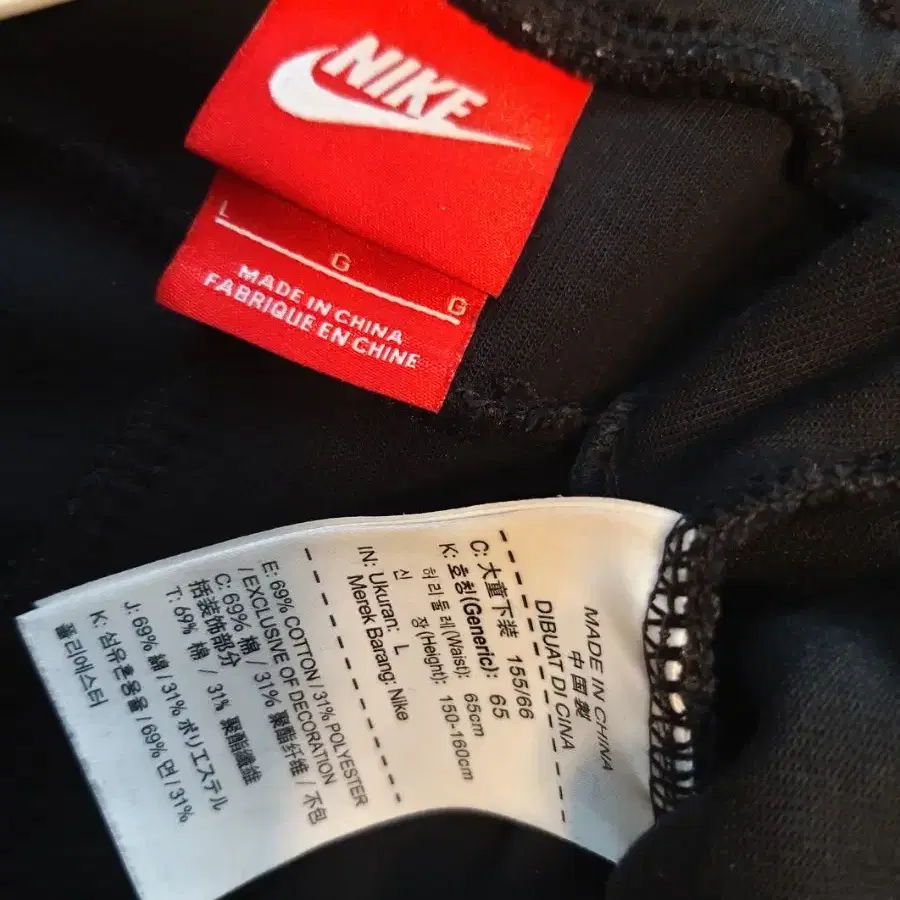 NIKE
L
G
G
MADE IN CHINA
FABRIQUE EN CHINE
MADE IN CHINA
中国製
DIBUAT DI CINA
C: 大童下装 155/66
K: 호칭(Generic): 65
허리둘레(Waist): 65cm
신 장(Height): 150-160cm
IN: Ukuran: L
Merek Barang: Nike
E: 69% COTTON / 31% POLYESTER
/ EXCLUSIVE OF DECORATION
C: 69% 棉 / 31% 聚酯纤维 / 不包
括装饰部分
T: 69% 棉 / 31% 聚酯纖維
J: 69% 綿 / 31% ポリエステル
K: 섬유혼용율 / 69% 면 / 31%
폴리에스터